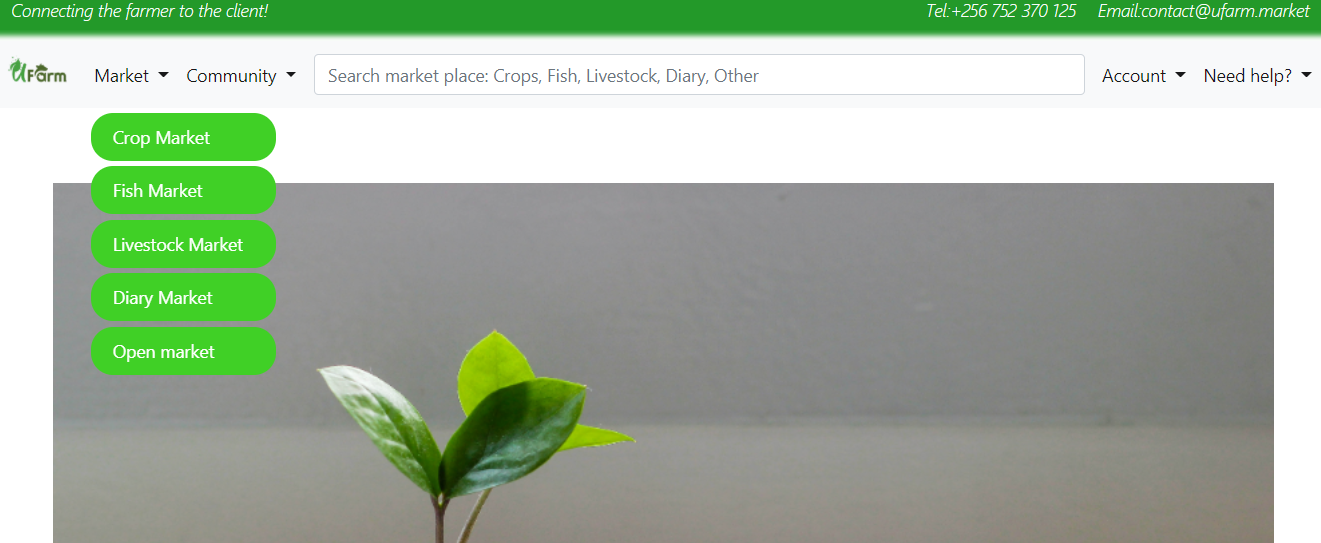 Connecting the farmer to the client! Tel:+256 752 370 125 Email:contact@ufarm.market
UFarm Market Community Search market place: Crops, Fish, Livestock, Diary, Other Account Need help?
Crop Market
Fish Market
Livestock Market
Diary Market
Open market